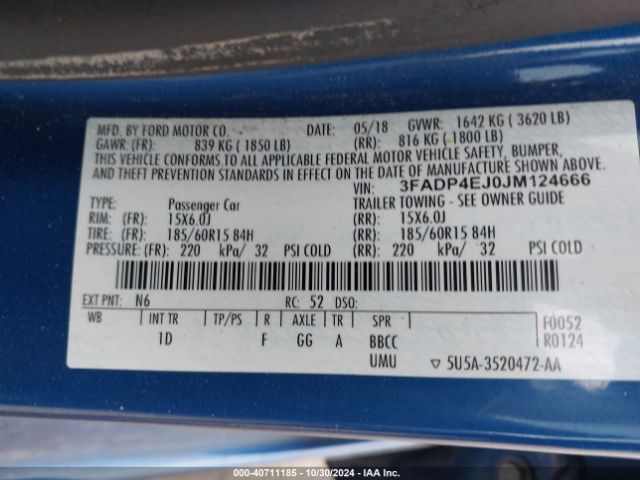 MFD. BY FORD MOTOR CO. DATE: 05/18 GVWR: 1642 KG ( 3620 LB)
GAWR: (FR): 839 KG ( 1850 LB) (RR): 816 KG ( 1800 LB)
THIS VEHICLE CONFORMS TO ALL APPLICABLE FEDERAL MOTOR VEHICLE SAFETY, BUMPER,
AND THEFT PREVENTION STANDARDS IN EFFECT ON THE DATE OF MANUFACTURE SHOWN ABOVE.
VIN: 3FADP4EJ0JM124666
TYPE: Passenger Car TRAILER TOWING - SEE OWNER GUIDE
RIM: (FR): 15X6.0J (RR): 15X6.0J
TIRE: (FR): 185/60R15 84H (RR): 185/60R15 84H
PRESSURE: (FR): 220 kPa/ 32 PSI COLD (RR): 220 kPa/ 32 PSI COLD
EXT PNT: N6 RC: 52 DSO:
WB INT TR TP/PS R AXLE TR SPR F0052
1D F GG A BBCC R0124
UMU ▽ 5U5A-3520472-AA
000-40711185 - 10/30/2024 - IAA